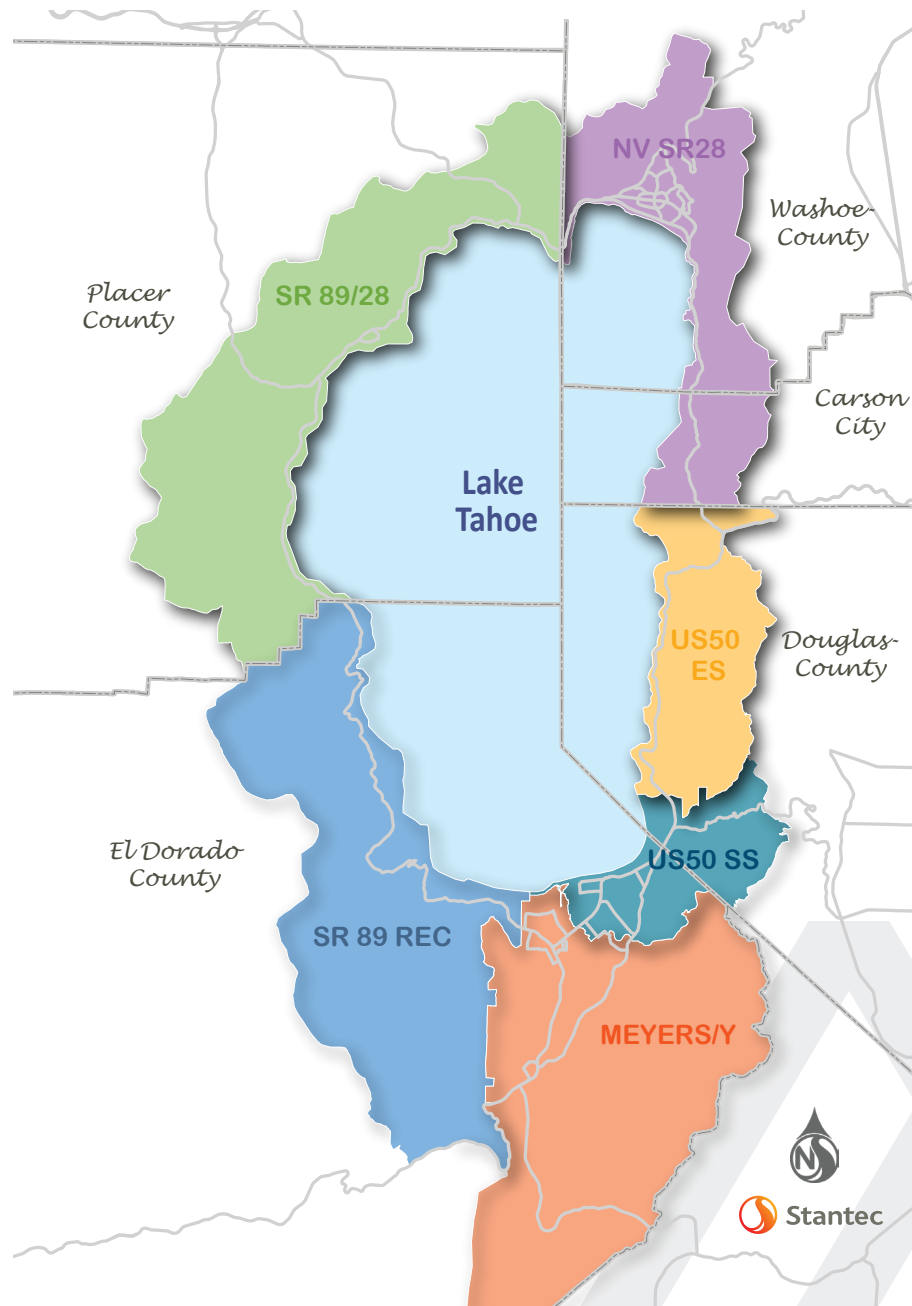 NV SR28
Washoe-
County
Placer
County
SR 89/28
Carson
City
Lake
Tahoe
US50
ES
Douglas-
County
El Dorado
County
US50 SS
SR 89 REC
MEYERS/Y
N
Stantec